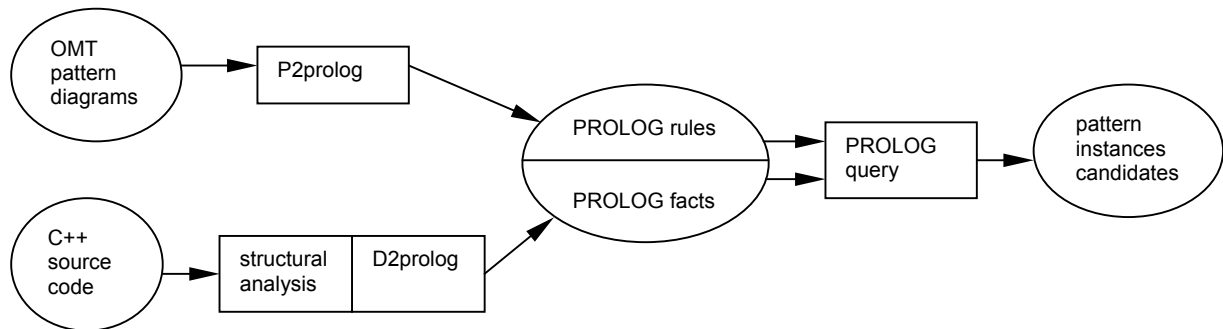 OMT
pattern
diagrams
P2prolog
PROLOG rules
PROLOG facts
PROLOG
query
pattern
instances
candidates
C++
source
code
structural
analysis
D2prolog